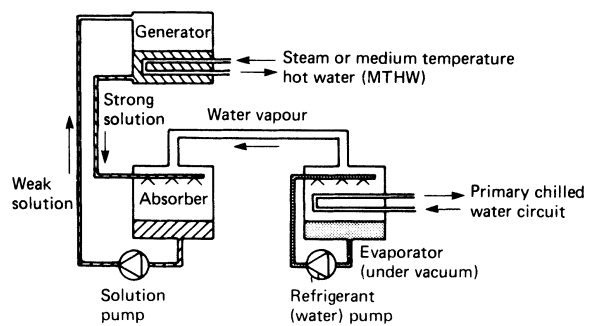 Generator
Steam or medium temperature
hot water (MTHW)
Strong
solution
Water vapour
Weak
solution
Absorber
Primary chilled
water circuit
Evaporator
(under vacuum)
Solution
pump
Refrigerant
(water) pump